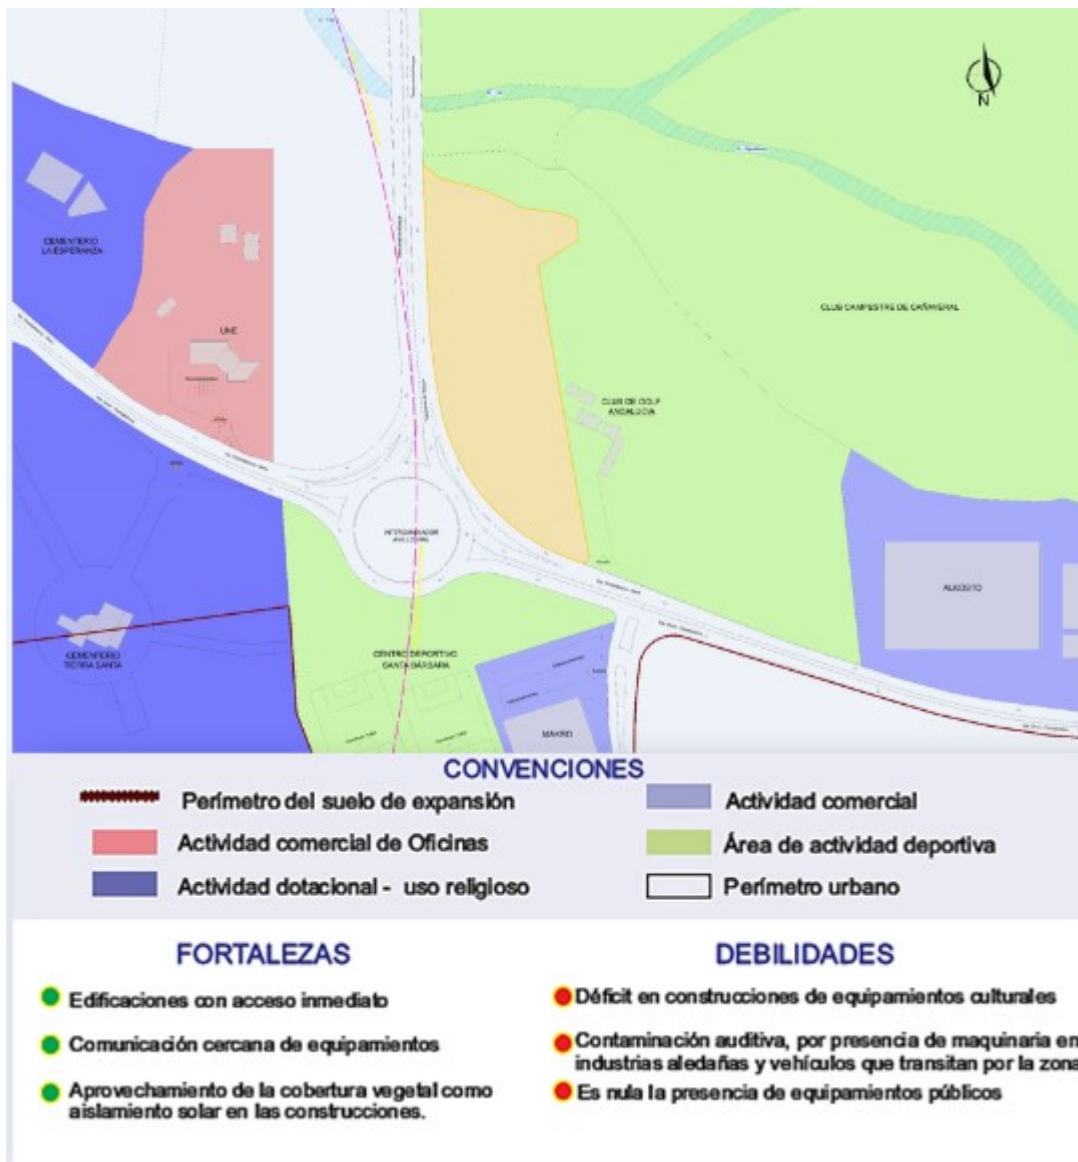 N
CEMENTERIO
LA ESPERANZA
CLUB CAMPESTRE DE CAÑAVERAL
UNE
CLUB DE GOLF
ANDALUCIA
INTERCAMBIADOR
ALKOSTO
CEMENTERIO
TIERRA SANTA
CENTRO DEPORTIVO
SANTA BÁRBARA
MAKRO
CONVENCIONES
Perímetro del suelo de expansión
Actividad comercial
Actividad comercial de Oficinas
Área de actividad deportiva
Actividad dotacional - uso religioso
Perímetro urbano
FORTALEZAS
Edificaciones con acceso inmediato
Comunicación cercana de equipamientos
Aprovechamiento de la cobertura vegetal como
aislamiento solar en las construcciones.
DEBILIDADES
Déficit en construcciones de equipamientos culturales
Contaminación auditiva, por presencia de maquinaria en
industrias aledañas y vehículos que transitan por la zona
Es nula la presencia de equipamientos públicos